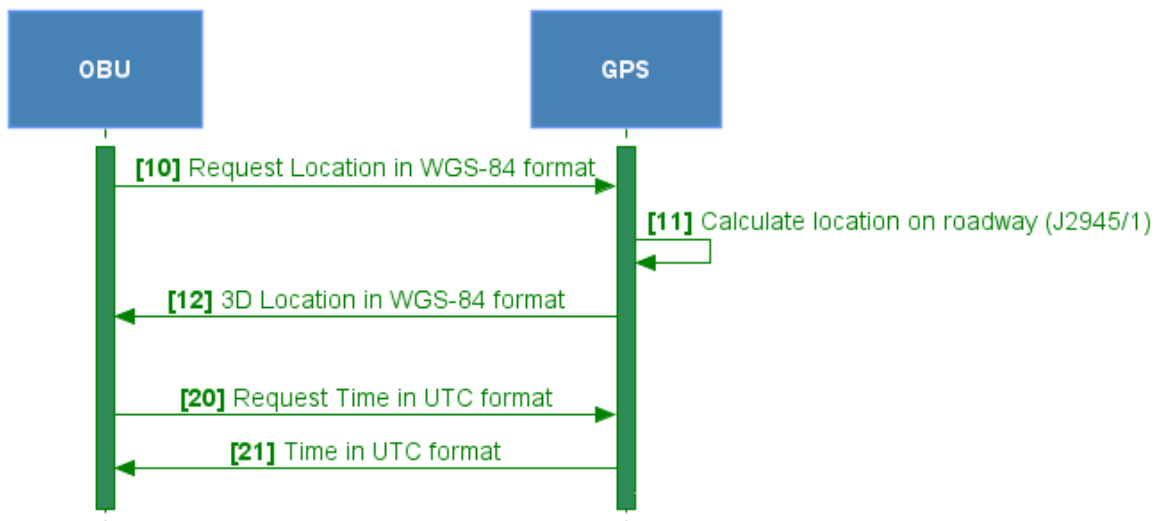 OBU
GPS
[10] Request Location in WGS-84 format
[11] Calculate location on roadway (J2945/1)
[12] 3D Location in WGS-84 format
[20] Request Time in UTC format
[21] Time in UTC format